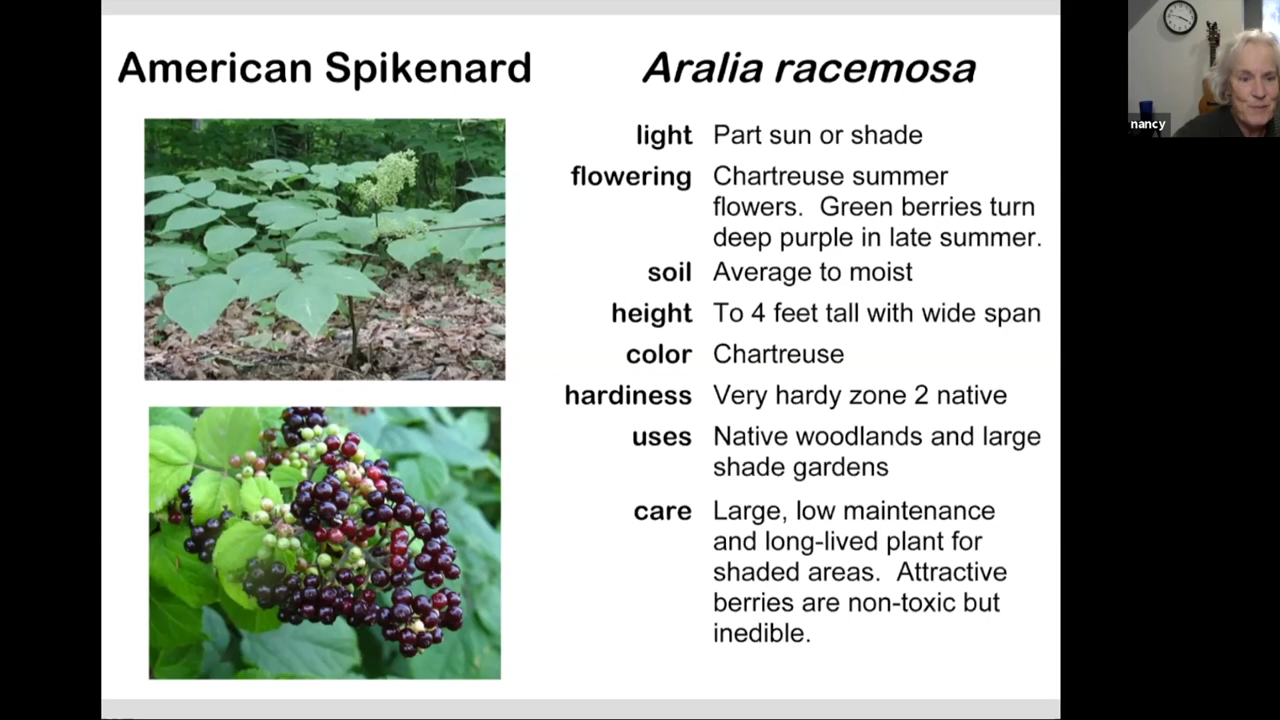 American Spikenard
Aralia racemosa
light Part sun or shade
flowering Chartreuse summer
flowers. Green berries turn
deep purple in late summer.
soil Average to moist
height To 4 feet tall with wide span
color Chartreuse
hardiness Very hardy zone 2 native
uses Native woodlands and large
shade gardens
care Large, low maintenance
and long-lived plant for
shaded areas. Attractive
berries are non-toxic but
inedible.
nancy